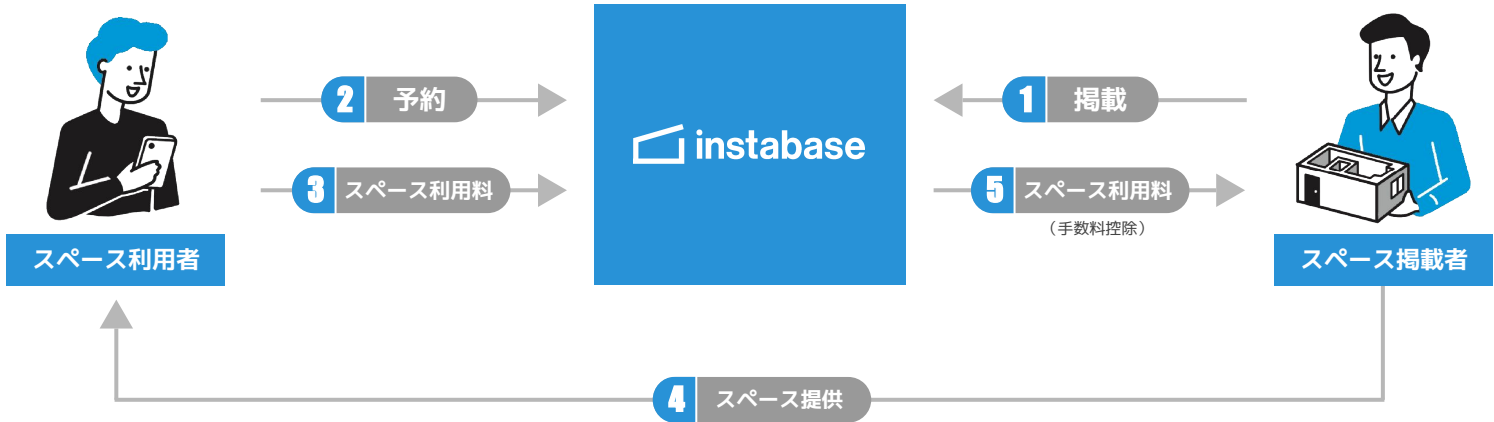 2 予約
instabase
1 掲載
3 スペース利用料
5 スペース利用料
(手数料控除)
スペース利用者
スペース掲載者
4 スペース提供